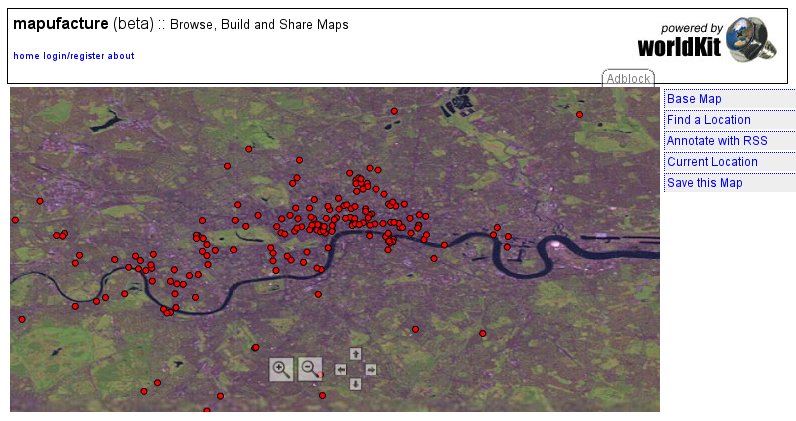 mapufacture (beta) :: Browse, Build and Share Maps
home login/register about
powered by
worldKit
Adblock
Base Map
Find a Location
Annotate with RSS
Current Location
Save this Map